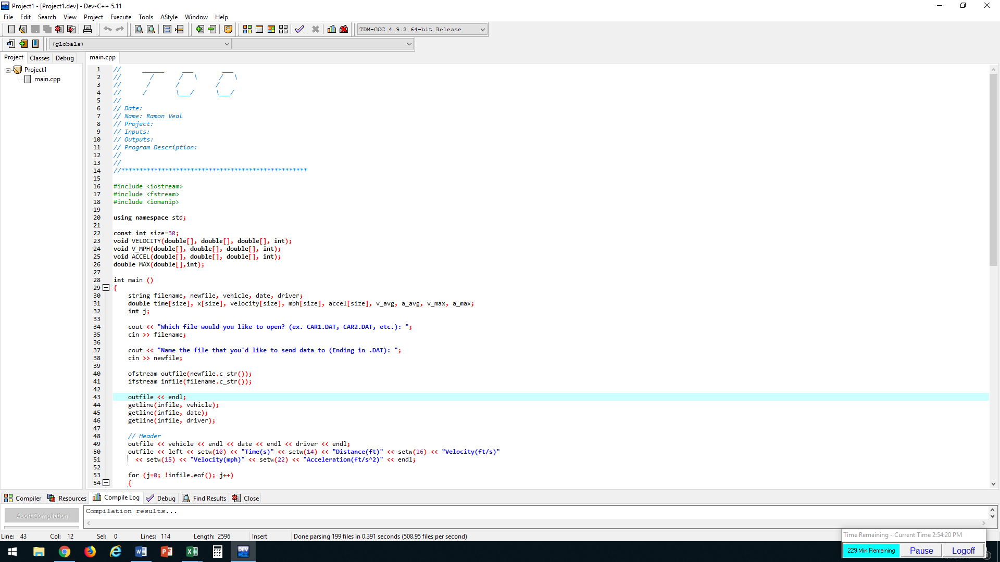 Project1 - [Project1.dev] - Dev-C++ 5.11
File Edit Search View Project Execute Tools AStyle Window Help
TDM-GCC 4.9.2 64-bit Release
(globals)
Project Classes Debug
Project1
main.cpp
main.cpp
1 //      ______     ___        ___
2 //        /       /   \      /   \
3 //       /       /          /
4 //      /        \___/      \___/
5 //
6 // Date:
7 // Name: Ramon Veal
8 // Project:
9 // Inputs:
10 // Outputs:
11 // Program Description:
12 //
13 //
14 //***************************************************
15
16 #include <iostream>
17 #include <fstream>
18 #include <iomanip>
19
20 using namespace std;
21
22 const int size=30;
23 void VELOCITY(double[], double[], double[], int);
24 void V_MPH(double[], double[], double[], int);
25 void ACCEL(double[], double[], double[], int);
26 double MAX(double[],int);
27
28 int main ()
29 {
30     string filename, newfile, vehicle, date, driver;
31     double time[size], x[size], velocity[size], mph[size], accel[size], v_avg, a_avg, v_max, a_max;
32     int j;
33
34     cout << "Which file would you like to open? (ex. CAR1.DAT, CAR2.DAT, etc.): ";
35     cin >> filename;
36
37     cout << "Name the file that you'd like to send data to (Ending in .DAT): ";
38     cin >> newfile;
39
40     ofstream outfile(newfile.c_str());
41     ifstream infile(filename.c_str());
42
43     outfile << endl;
44     getline(infile, vehicle);
45     getline(infile, date);
46     getline(infile, driver);
47
48     // Header
49     outfile << vehicle << endl << date << endl << driver << endl;
50     outfile << left << setw(10) << "Time(s)" << setw(14) << "Distance(ft)" << setw(16) << "Velocity(ft/s)"
51       << setw(15) << "Velocity(mph)" << setw(22) << "Acceleration(ft/s^2)" << endl;
52
53     for (j=0; !infile.eof(); j++)
54     {
Compiler Resources Compile Log Debug Find Results Close
Abort Compilation
Compilation results...
Line: 43 Col: 12 Sel: 0 Lines: 114 Length: 2596 Insert Done parsing 199 files in 0.391 seconds (508.95 files per second)
Time Remaining - Current Time 2:54:20 PM
229 Min Remaining Pause Logoff
DEV